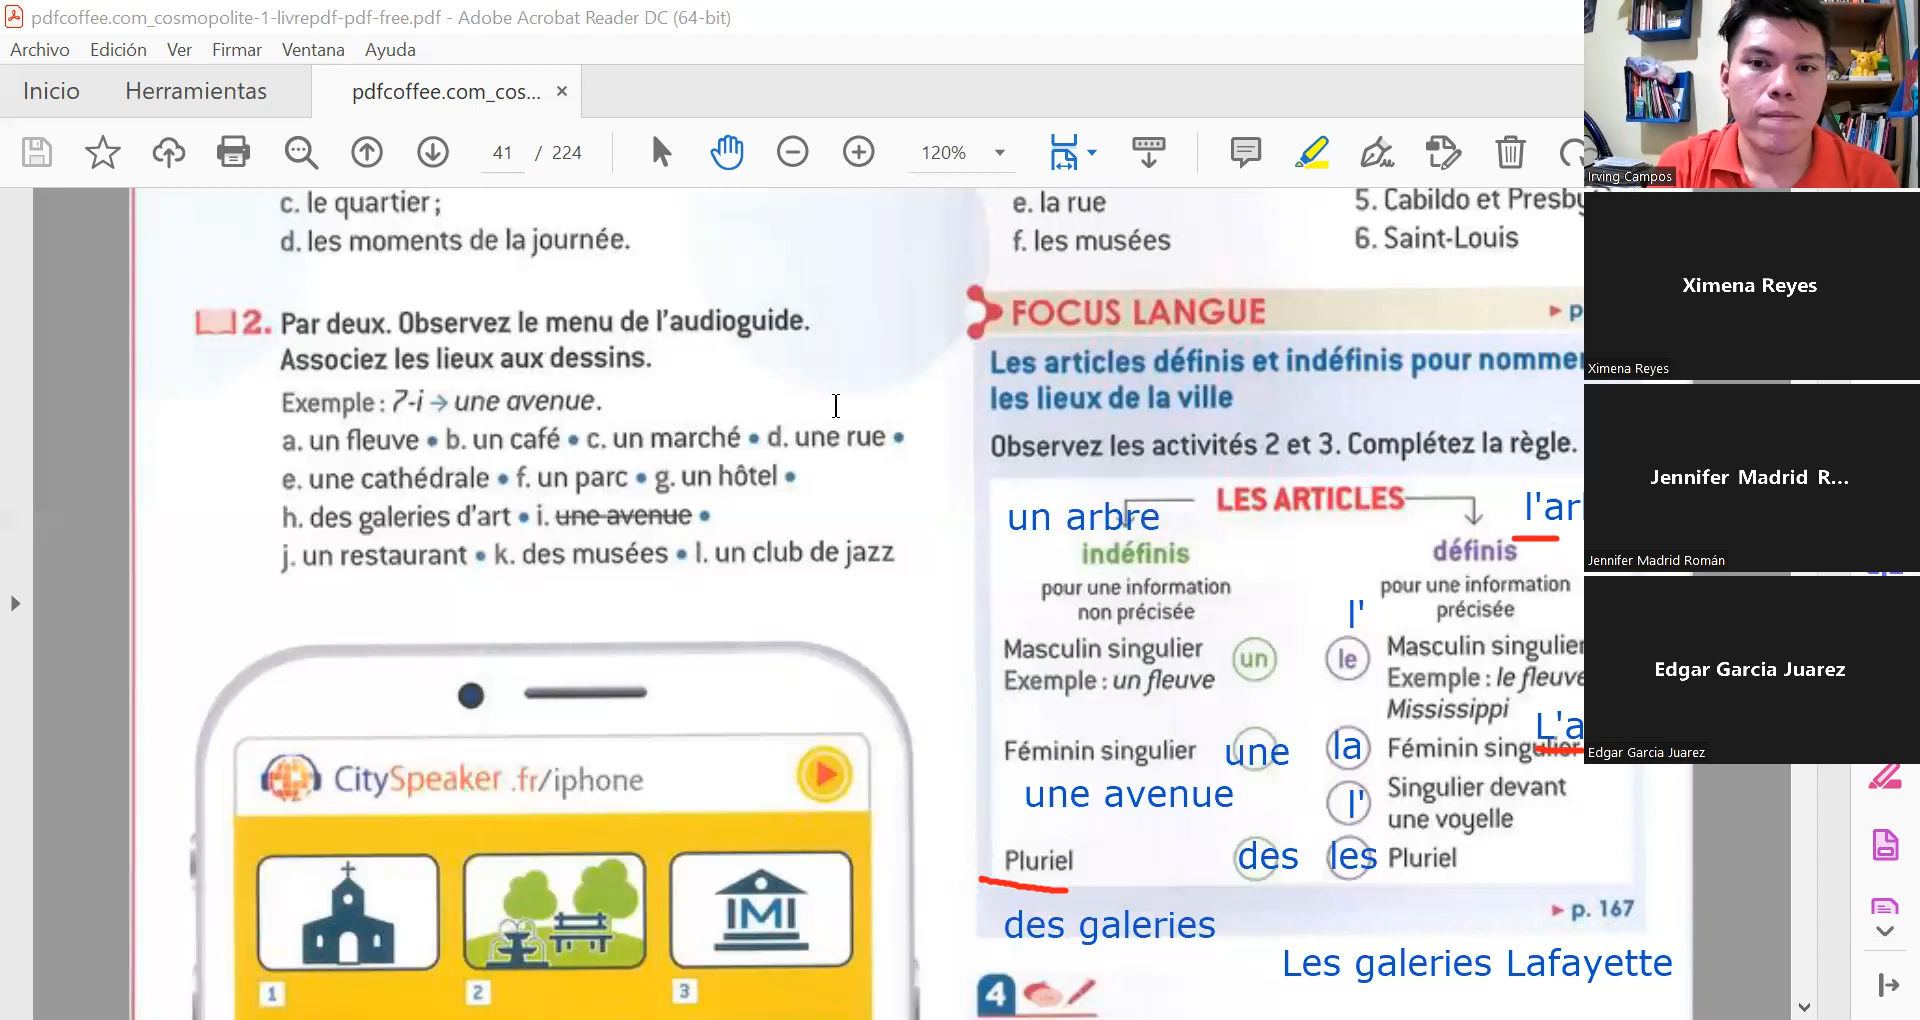 pdfcoffee.com_cosmopolite-1-livrepdf-pdf-free.pdf - Adobe Acrobat Reader DC (64-bit)
Archivo Edición Ver Firmar Ventana Ayuda
Inicio Herramientas pdfcoffee.com_cos... ×
41 / 224 120%
c. le quartier ;
d. les moments de la journée.
2. Par deux. Observez le menu de l'audioguide.
Associez les lieux aux dessins.
Exemple : 7-i → une avenue.
a. un fleuve • b. un café • c. un marché • d. une rue •
e. une cathédrale • f. un parc • g. un hôtel •
h. des galeries d'art • i. une avenue •
j. un restaurant • k. des musées • l. un club de jazz
CitySpeaker.fr/iphone
1 2 3
e. la rue
f. les musées
5. Cabildo et Presby
6. Saint-Louis
FOCUS LANGUE
▸ p
Les articles définis et indéfinis pour nommer
les lieux de la ville
Observez les activités 2 et 3. Complétez la règle.
LES ARTICLES
un arbre
l'ar
indéfinis
pour une information
non précisée
définis
pour une information
précisée
l'
Masculin singulier un
Exemple : un fleuve
le Masculin singulier
Exemple : le fleuve
Mississippi
L'a
Féminin singulier une
la Féminin singulier
une avenue
l' Singulier devant
une voyelle
Pluriel des
les Pluriel
▸ p. 167
des galeries
Les galeries Lafayette
4
Irving Campos
Ximena Reyes
Ximena Reyes
Jennifer Madrid R...
Jennifer Madrid Román
Edgar Garcia Juarez
Edgar Garcia Juarez